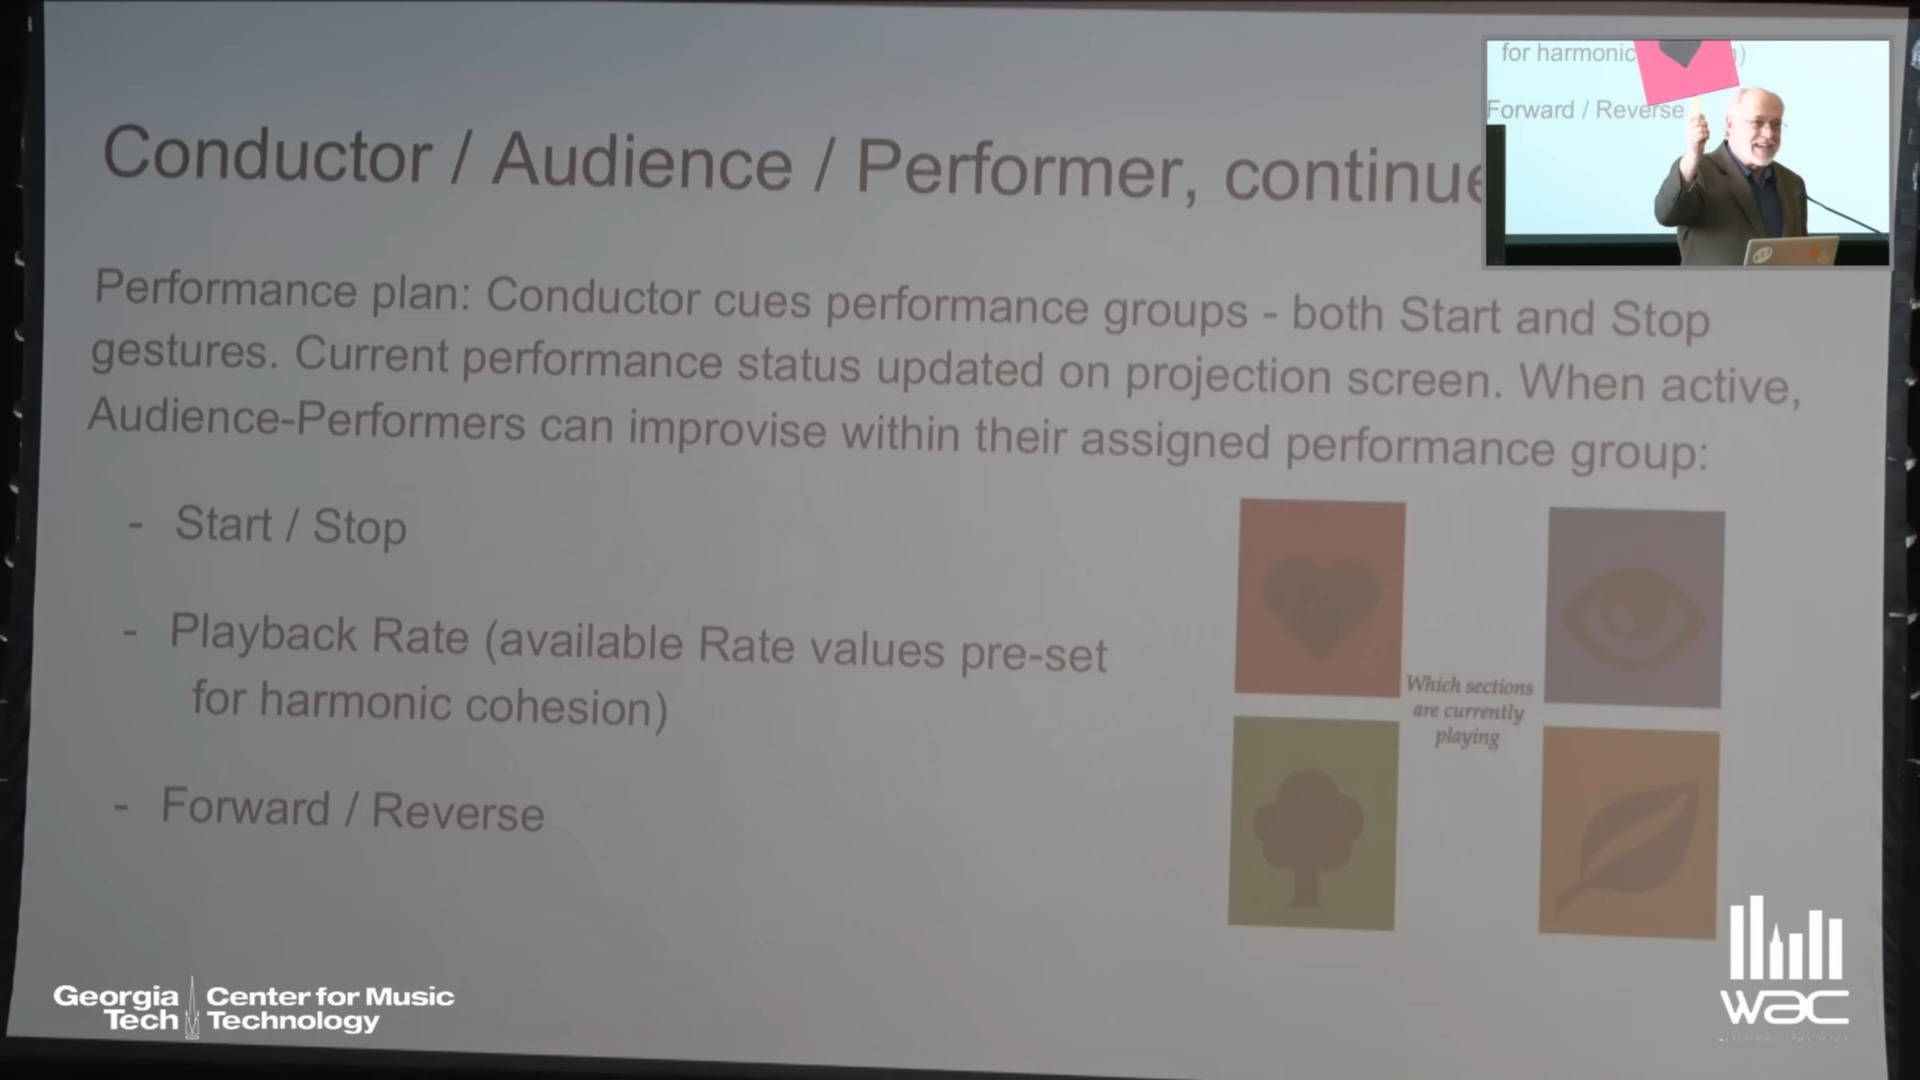 Conductor / Audience / Performer, continue
for harmonic
Forward / Reverse
Performance plan: Conductor cues performance groups - both Start and Stop
gestures. Current performance status updated on projection screen. When active,
Audience-Performers can improvise within their assigned performance group:
- Start / Stop
- Playback Rate (available Rate values pre-set
for harmonic cohesion)
- Forward / Reverse
Which sections
are currently
playing
Georgia Tech
Center for Music
Technology
wac